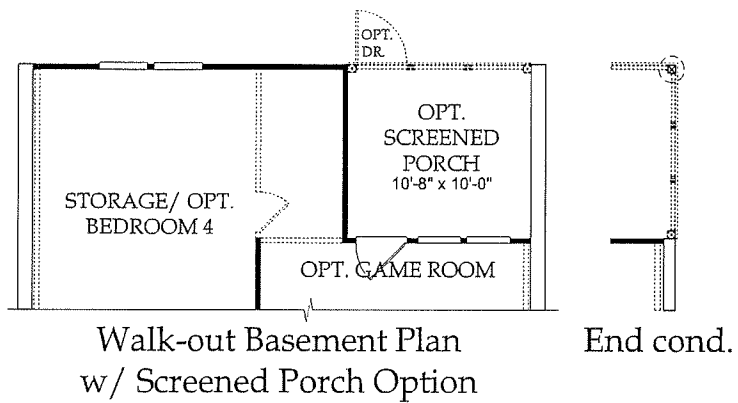 OPT.
DR.
OPT.
SCREENED
PORCH
10'-8" x 10'-0"
STORAGE/ OPT.
BEDROOM 4
OPT. GAME ROOM
Walk-out Basement Plan
w/ Screened Porch Option
End cond.